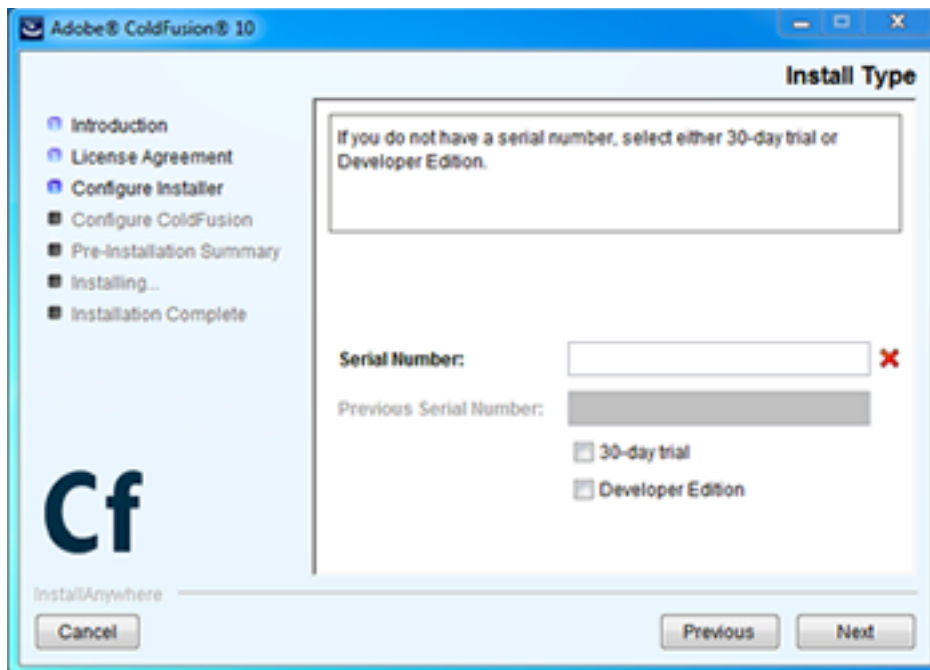 Adobe® ColdFusion® 10
Install Type
Introduction
License Agreement
Configure Installer
Configure ColdFusion
Pre-Installation Summary
Installing...
Installation Complete
If you do not have a serial number, select either 30-day trial or
Developer Edition.
Serial Number:
Previous Serial Number:
30-day trial
Developer Edition
Cf
InstallAnywhere
Cancel
Previous
Next